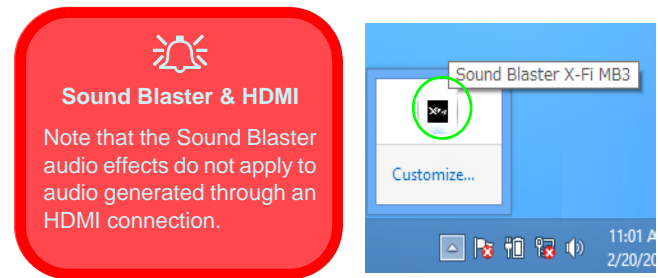 Sound Blaster & HDMI
Note that the Sound Blaster
audio effects do not apply to
audio generated through an
HDMI connection.
Sound Blaster X-Fi MB3
Customize...
11:01 A
2/20/20